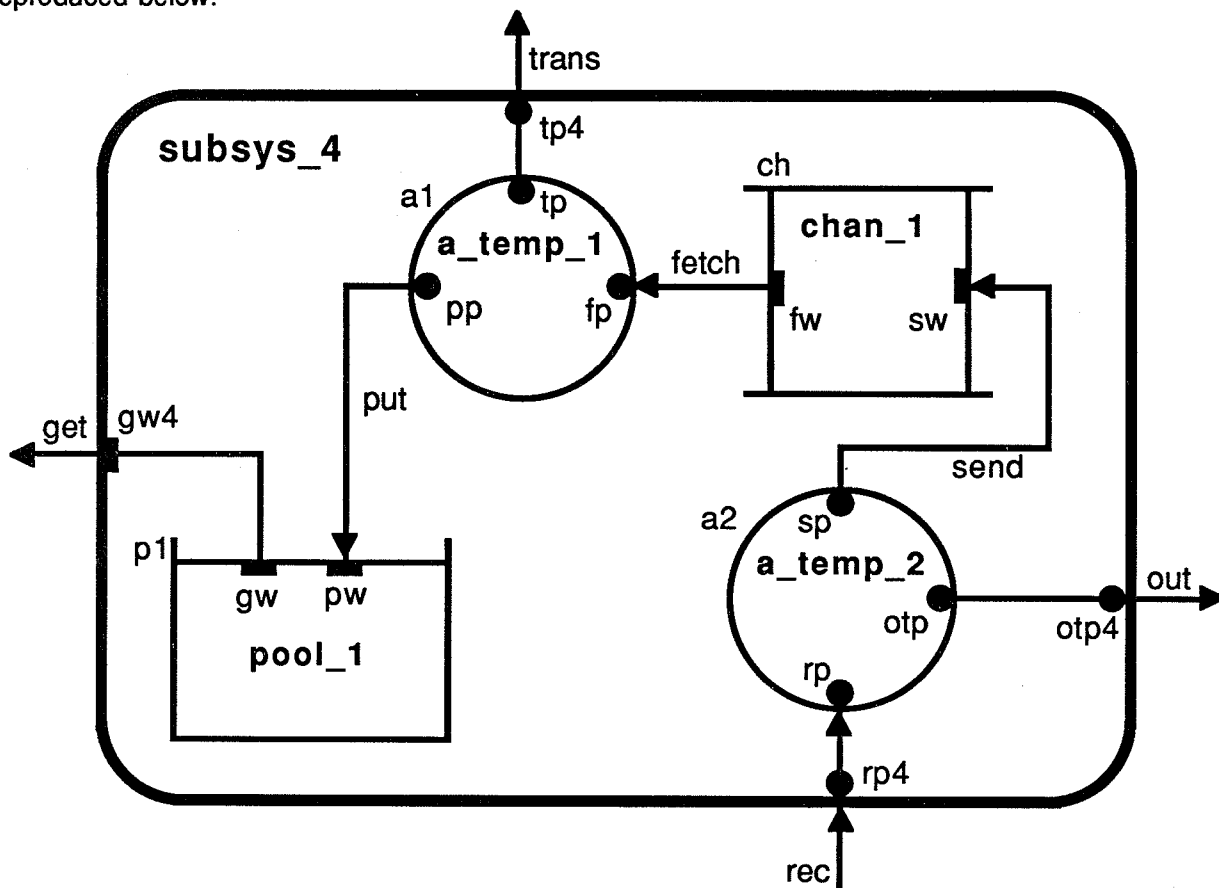 eproduced below.
trans
tp4
subsys_4
ch
a1
tp
chan_1
a_temp_1
fetch
pp
fp
fw
sw
put
get
gw4
send
a2
sp
p1
a_temp_2
out
gw
pw
otp
otp4
pool_1
rp
rp4
rec